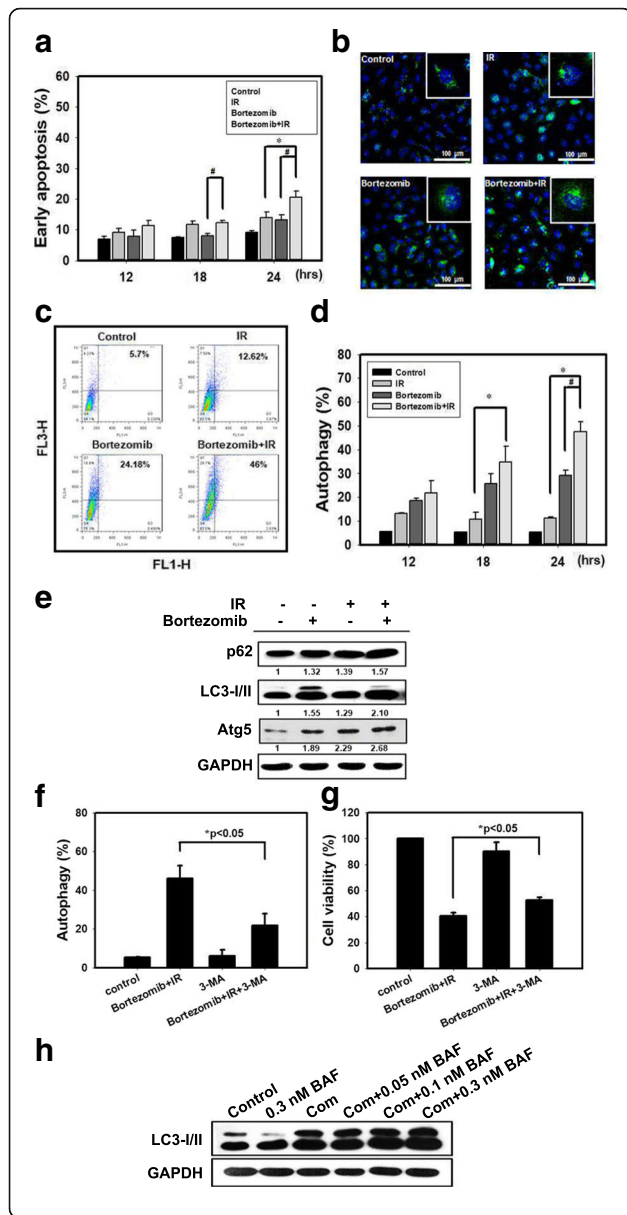 a
60
50
40
30
20
10
0
Early apoptosis (%)
Control
IR
Bortezomib
Bortezomib+IR
*
#
#
12 18 24 (hrs)
b
Control
IR
100 µm
100 µm
Bortezomib
Bortezomib+IR
100 µm
100 µm
c
Control
IR
5.7%
12.62%
Bortezomib
Bortezomib+IR
24.18%
46%
FL3-H
FL1-H
d
80
70
60
50
40
30
20
10
0
Autophagy (%)
Control
IR
Bortezomib
Bortezomib+IR
*
*
#
12 18 24 (hrs)
e
IR - - + +
Bortezomib - + - +
p62
1 1.32 1.39 1.57
LC3-I/II
1 1.55 1.29 2.10
Atg5
1 1.89 2.29 2.68
GAPDH
f
80
60
40
20
0
Autophagy (%)
*p<0.05
control
Bortezomib+IR
3-MA
Bortezomib+IR+3-MA
g
120
100
80
60
40
20
0
Cell viability (%)
*p<0.05
control
Bortezomib+IR
3-MA
Bortezomib+IR+3-MA
h
Control
0.3 nM BAF
Com
Com+0.05 nM BAF
Com+0.1 nM BAF
Com+0.3 nM BAF
LC3-I/II
GAPDH